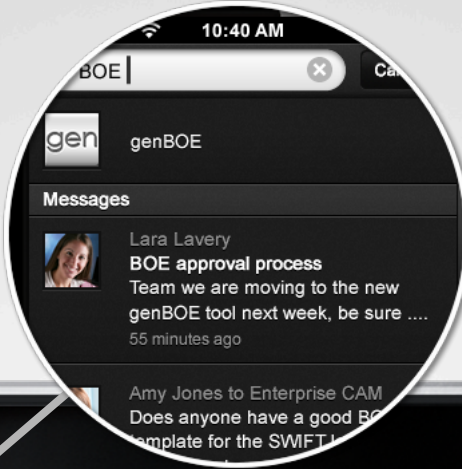 10:40 AM
BOE
gen
genBOE
Messages
Lara Lavery
BOE approval process
Team we are moving to the new
genBOE tool next week, be sure ....
55 minutes ago
Amy Jones to Enterprise CAM
Does anyone have a good
template for the SWIFT